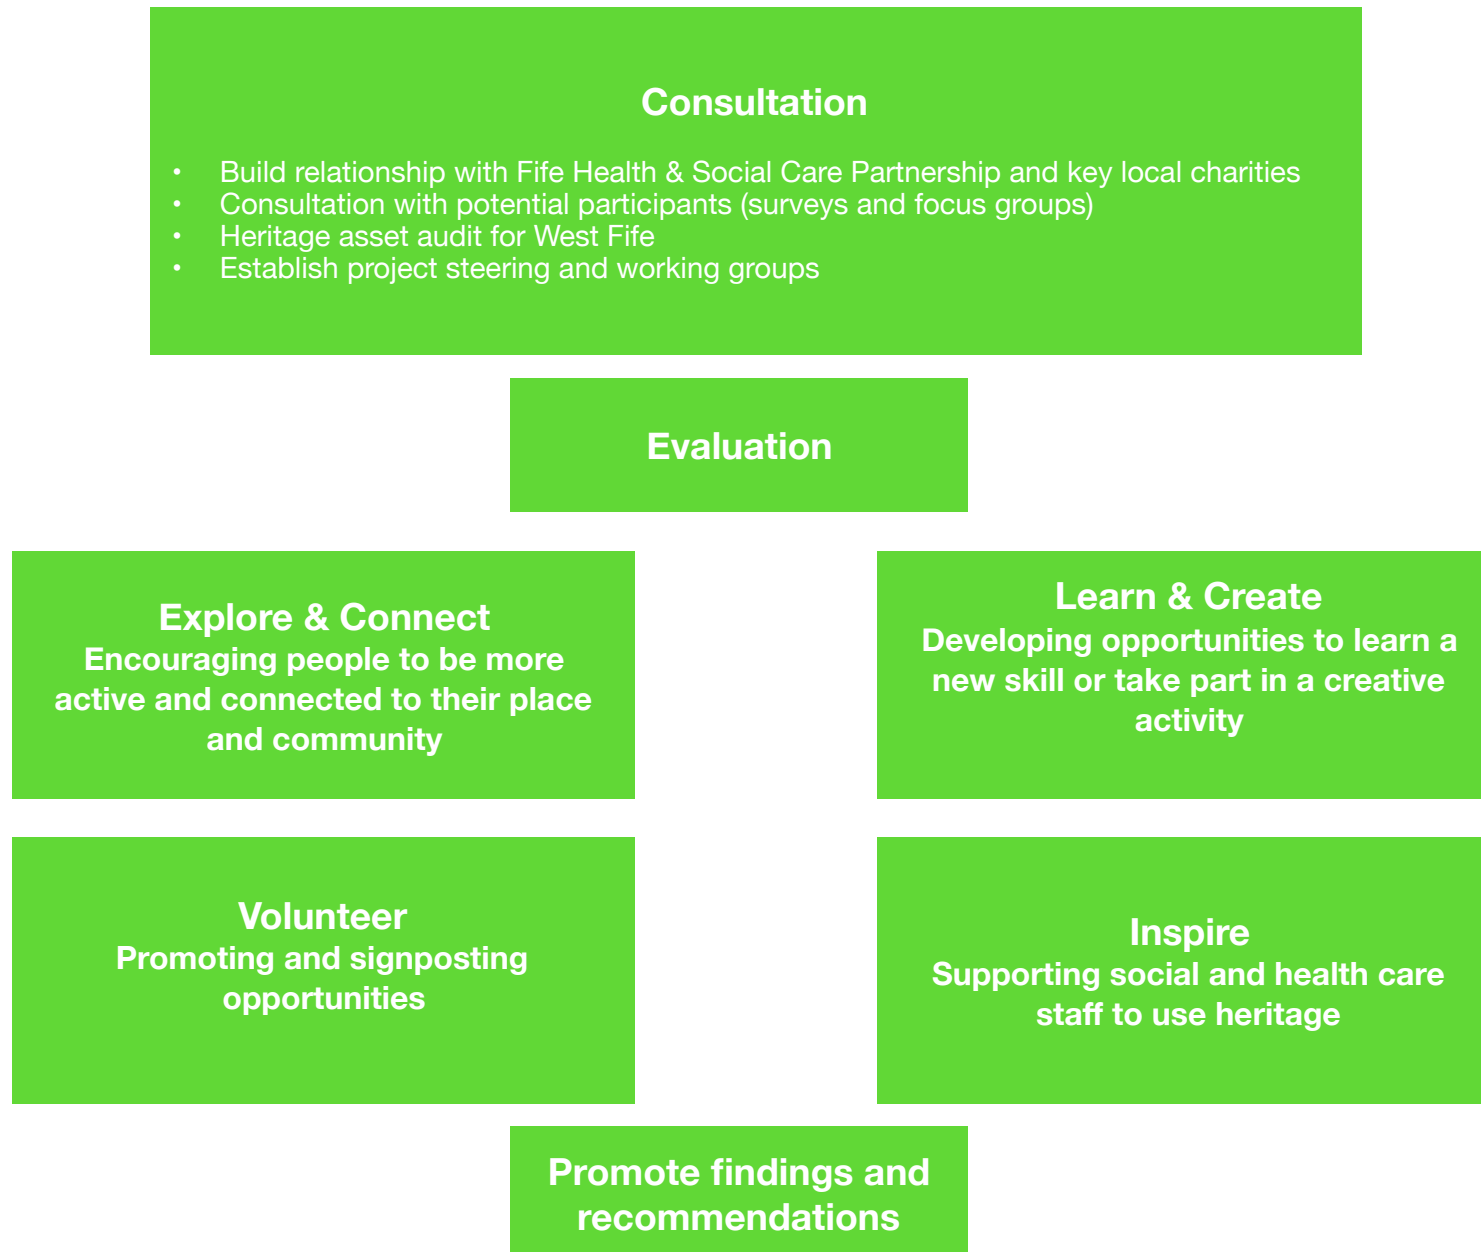 Consultation
• Build relationship with Fife Health & Social Care Partnership and key local charities
• Consultation with potential participants (surveys and focus groups)
• Heritage asset audit for West Fife
• Establish project steering and working groups
Evaluation
Explore & Connect
Encouraging people to be more
active and connected to their place
and community
Learn & Create
Developing opportunities to learn a
new skill or take part in a creative
activity
Volunteer
Promoting and signposting
opportunities
Inspire
Supporting social and health care
staff to use heritage
Promote findings and
recommendations